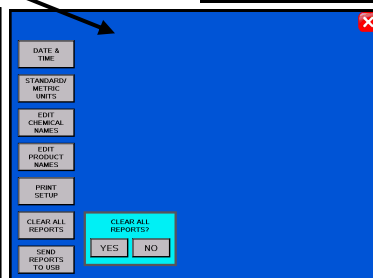 DATE &
TIME
STANDARD/
METRIC
UNITS
EDIT
CHEMICAL
NAMES
EDIT
PRODUCT
NAMES
PRINT
SETUP
CLEAR ALL
REPORTS
CLEAR ALL
REPORTS?
YES NO
SEND
REPORTS
TO USB